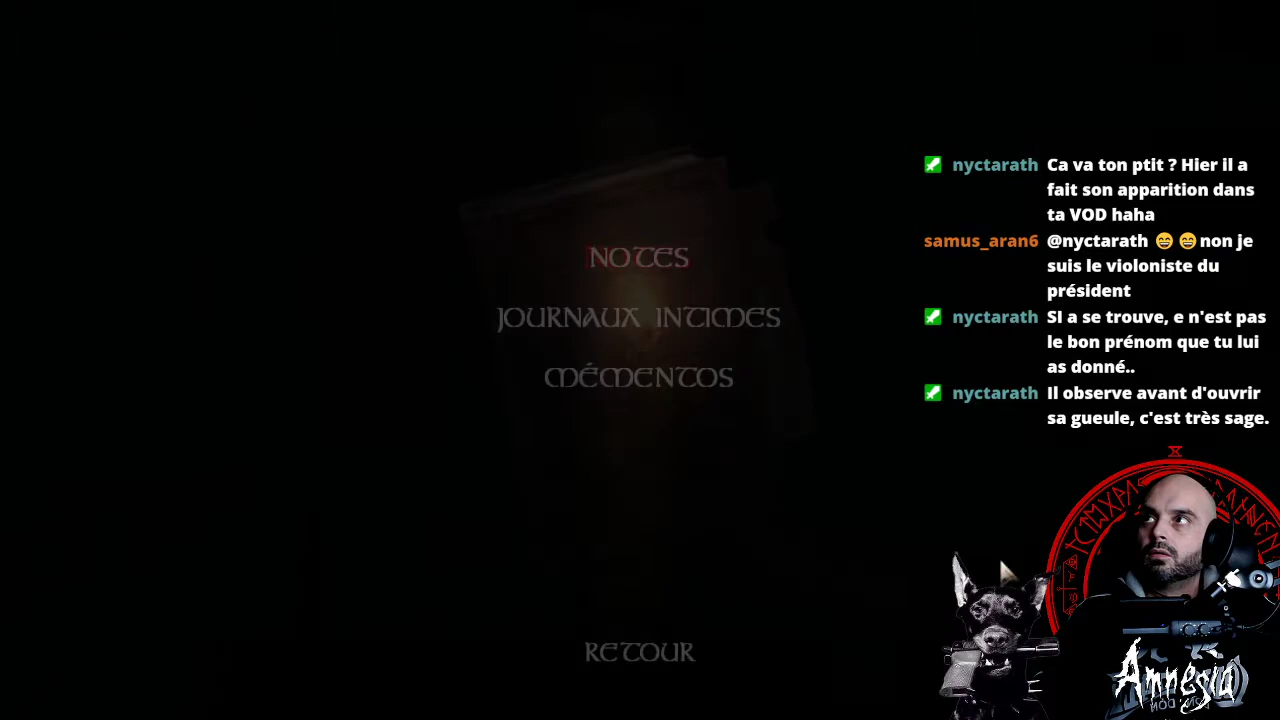 NOTES
JOURNAUX INTIMES
MÉMENTOS
RETOUR
nyctarath Ca va ton ptit ? Hier il a
fait son apparition dans
ta VOD haha
samus_aran6 @nyctarath 😄😄non je
suis le violoniste du
président
nyctarath SI a se trouve, e n'est pas
le bon prénom que tu lui
as donné..
nyctarath Il observe avant d'ouvrir
sa gueule, c'est très sage.
Amnesia